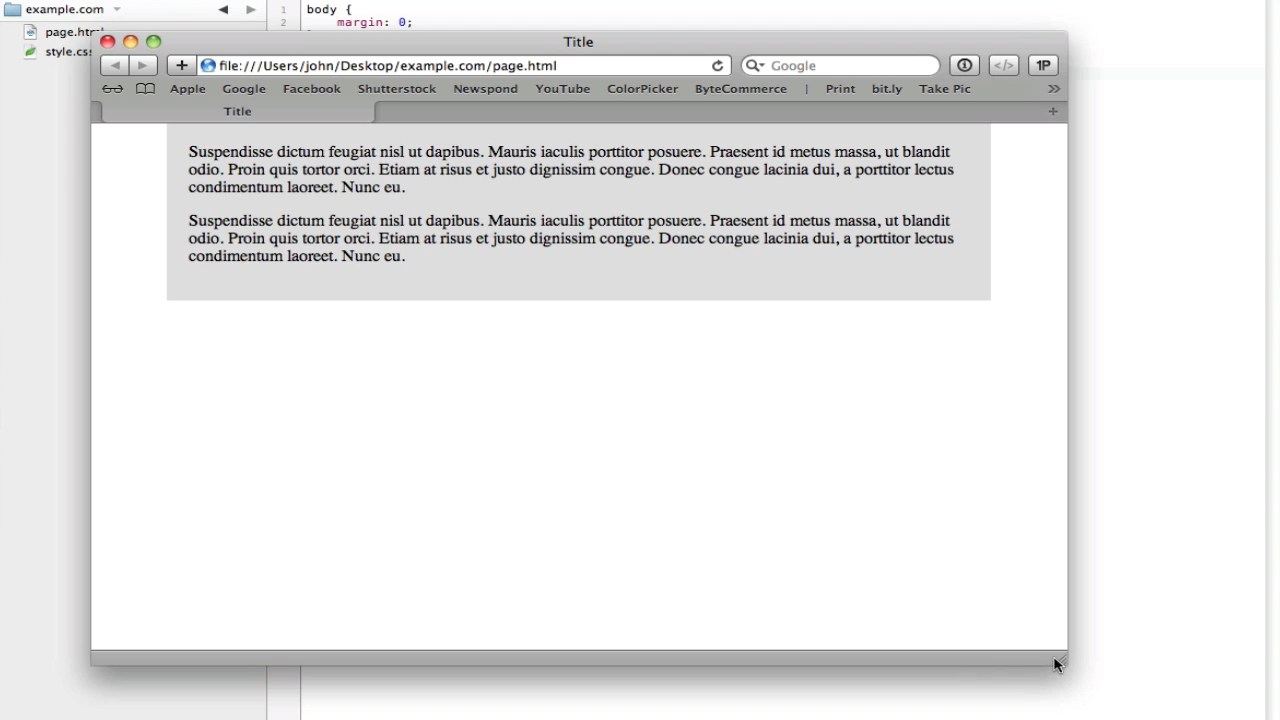 example.com
1 body {
2 margin: 0;
page.html
style.css
Title
file:///Users/john/Desktop/example.com/page.html
Google
1P
Apple Google Facebook Shutterstock Newspond YouTube ColorPicker ByteCommerce | Print bit.ly Take Pic
Title
Suspendisse dictum feugiat nisl ut dapibus. Mauris iaculis porttitor posuere. Praesent id metus massa, ut blandit
odio. Proin quis tortor orci. Etiam at risus et justo dignissim congue. Donec congue lacinia dui, a porttitor lectus
condimentum laoreet. Nunc eu.
Suspendisse dictum feugiat nisl ut dapibus. Mauris iaculis porttitor posuere. Praesent id metus massa, ut blandit
odio. Proin quis tortor orci. Etiam at risus et justo dignissim congue. Donec congue lacinia dui, a porttitor lectus
condimentum laoreet. Nunc eu.